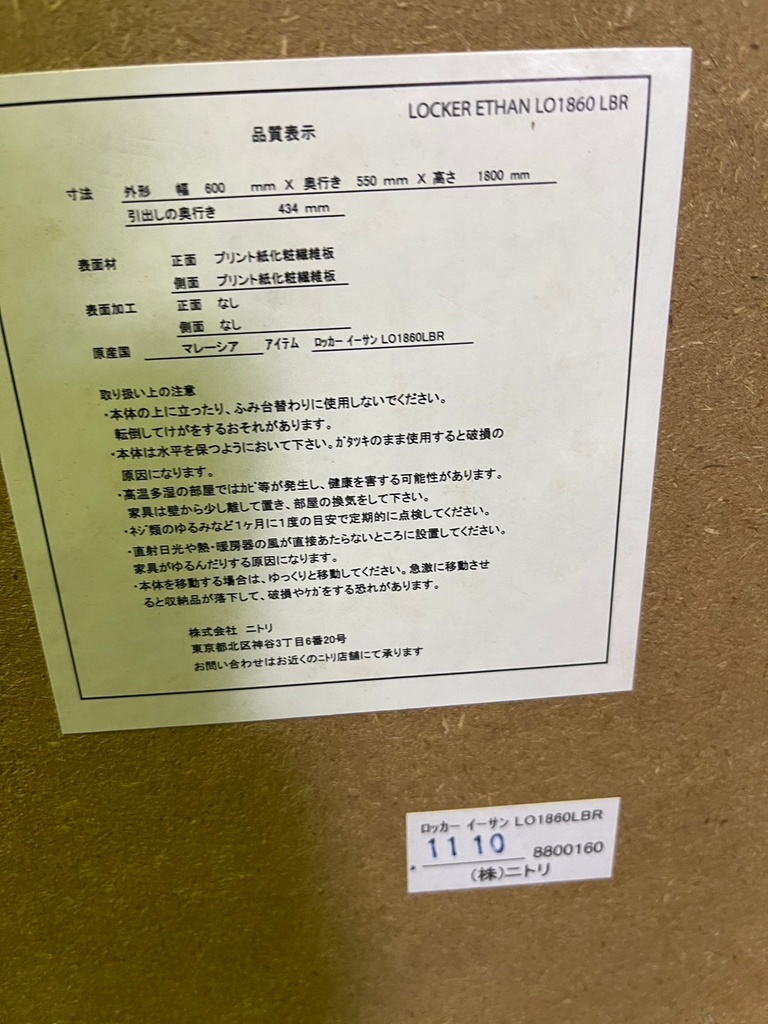 LOCKER ETHAN LO1860 LBR
品質表示
寸法 外形 幅 600 mm X 奥行き 550 mm X 高さ 1800 mm
引出しの奥行き 434 mm
表面材 正面 プリント紙化粧繊維板
側面 プリント紙化粧繊維板
表面加工 正面 なし
側面 なし
原産国 マレーシア アイテム ロッカー イーサン LO1860LBR
取り扱い上の注意
・本体の上に立ったり、ふみ台替わりに使用しないでください。
転倒してけがをするおそれがあります。
・本体は水平を保つようにおいて下さい。ガタツキのまま使用すると破損の
原因になります。
・高温多湿の部屋ではカビ等が発生し、健康を害する可能性があります。
家具は壁から少し離して置き、部屋の換気をして下さい。
・ネジ類のゆるみなど1ヶ月に1度の目安で定期的に点検してください。
・直射日光や熱・暖房器の風が直接あたらないところに設置してください。
家具がゆるんだりする原因になります。
・本体を移動する場合は、ゆっくりと移動してください。急激に移動させ
ると収納品が落下して、破損やケガをする恐れがあります。
株式会社 ニトリ
東京都北区神谷3丁目6番20号
お問い合わせはお近くのニトリ店舗にて承ります
ロッカー イーサン LO1860LBR
11 10 8800160
(株)ニトリ